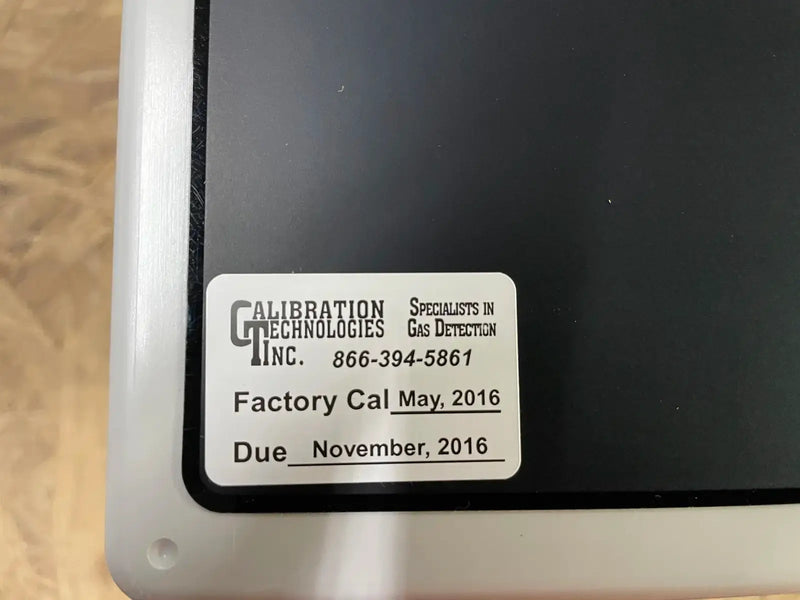 CALIBRATION
TECHNOLOGIES
INC.
SPECIALISTS IN
GAS DETECTION
866-394-5861
Factory Cal May, 2016
Due November, 2016